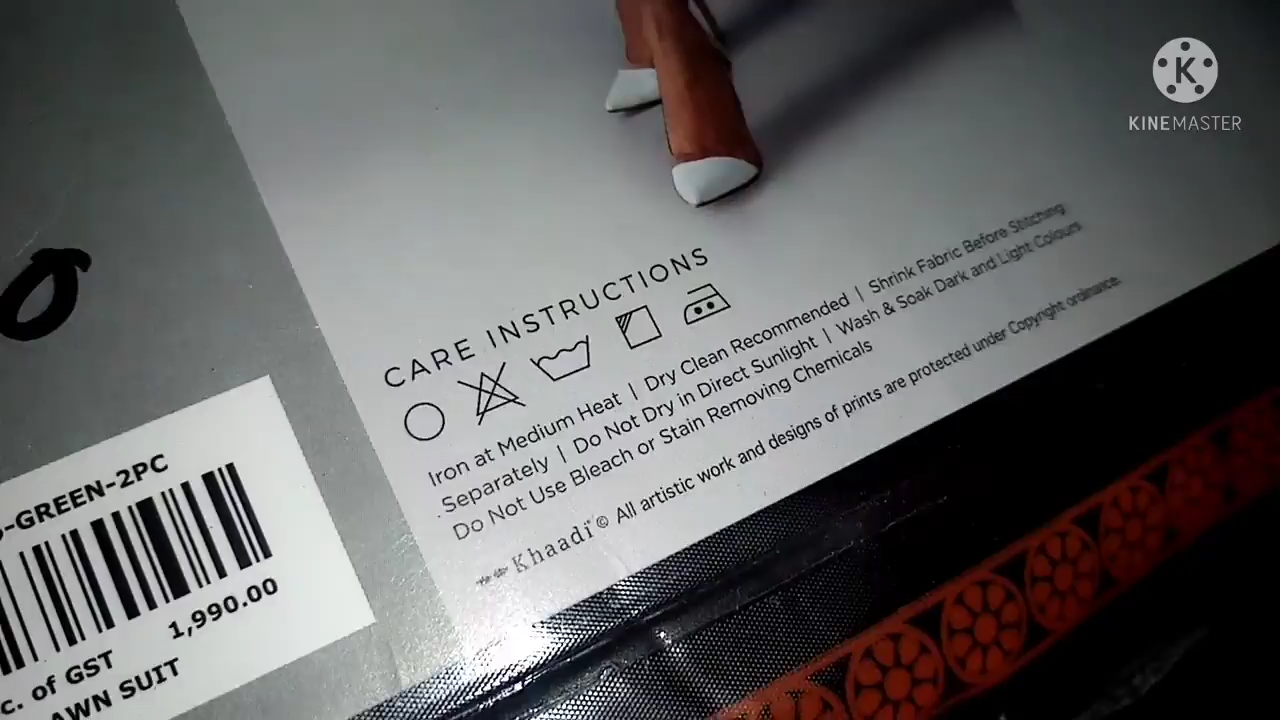 KINEMASTER
CARE INSTRUCTIONS
Iron at Medium Heat | Dry Clean Recommended | Shrink Fabric Before Stitching
Separately | Do Not Dry in Direct Sunlight | Wash & Soak Dark and Light Colours
Do Not Use Bleach or Stain Removing Chemicals
Khaadi © All artistic work and designs of prints are protected under Copyright ordinance.
-GREEN-2PC
1,990.00
c. of GST
AWN SUIT